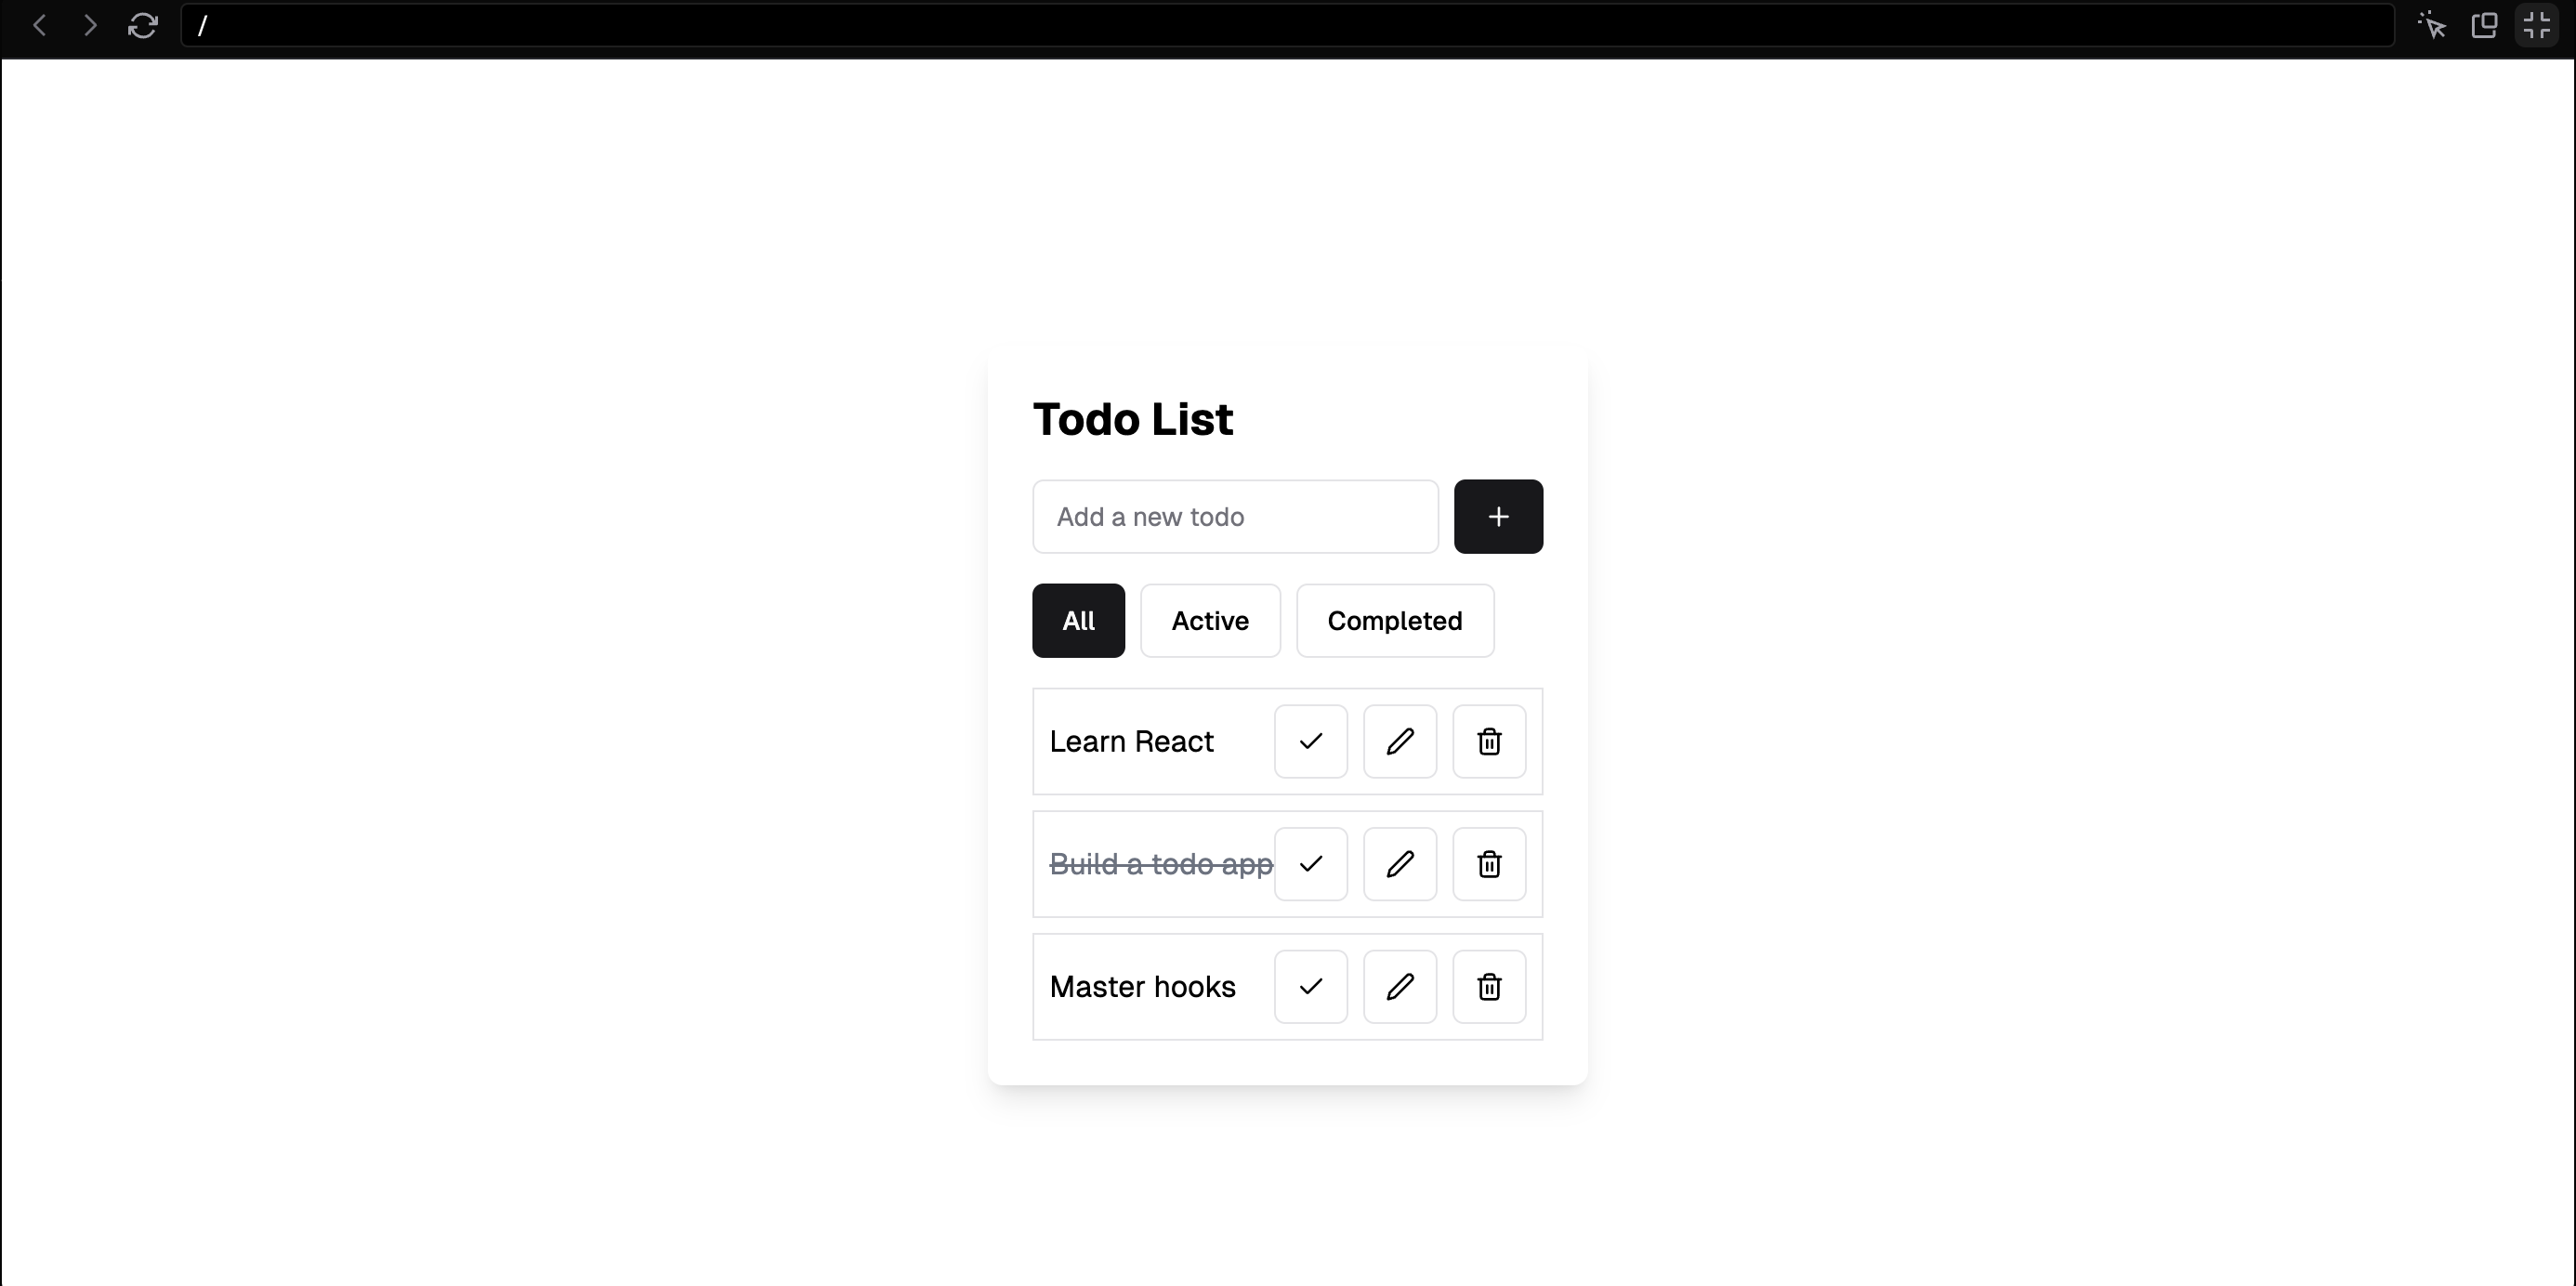 /
Todo List
Add a new todo
All Active Completed
Learn React
Build a todo app
Master hooks